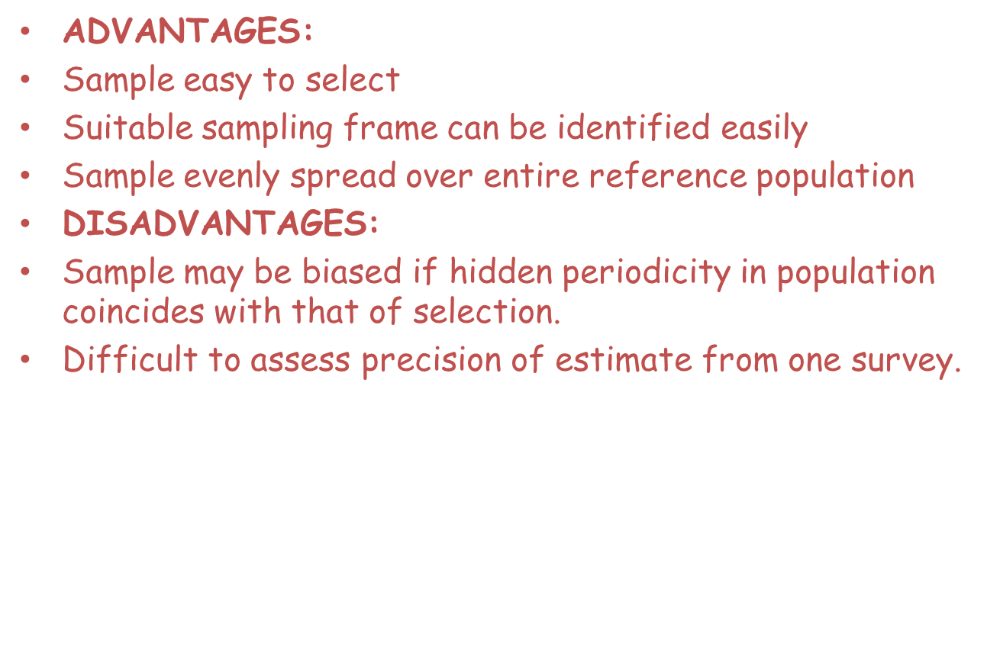 • ADVANTAGES:
• Sample easy to select
• Suitable sampling frame can be identified easily
• Sample evenly spread over entire reference population
• DISADVANTAGES:
• Sample may be biased if hidden periodicity in population
coincides with that of selection.
• Difficult to assess precision of estimate from one survey.